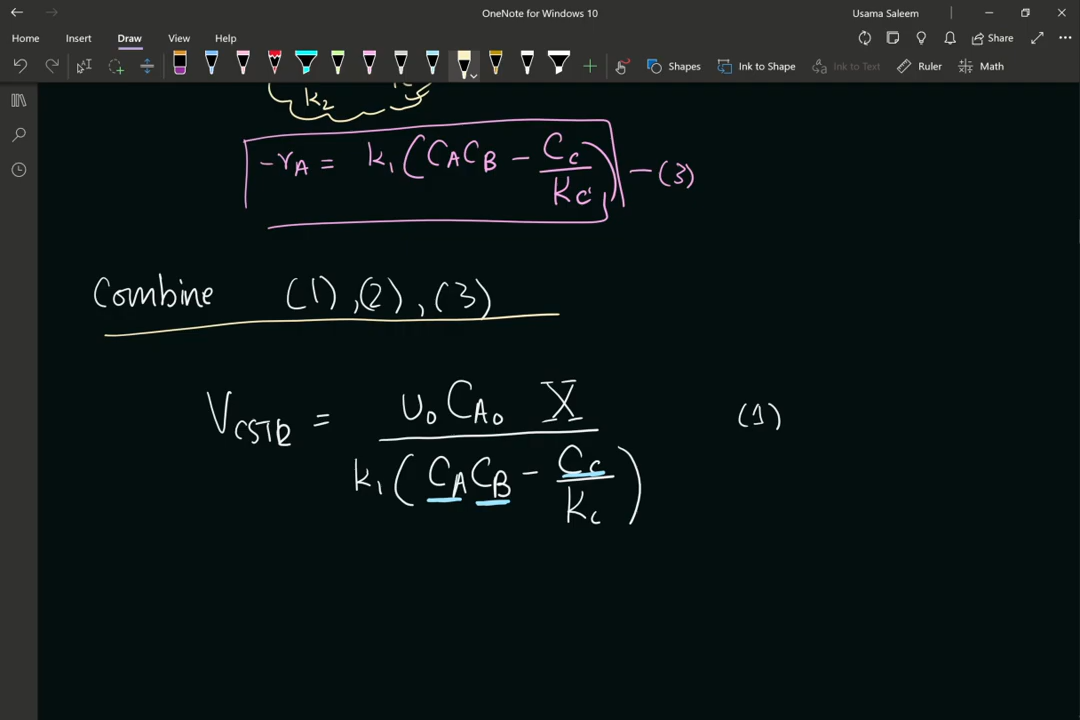 OneNote for Windows 10
Usama Saleem
Home Insert Draw View Help
Share
Shapes Ink to Shape Ink to Text Ruler Math
k₂
-rA = k₁(CACB - Cc/Kc) — (3)
Combine (1), (2), (3)
VCSTR = υ₀CA₀ X / k₁(CACB - Cc/Kc) (1)